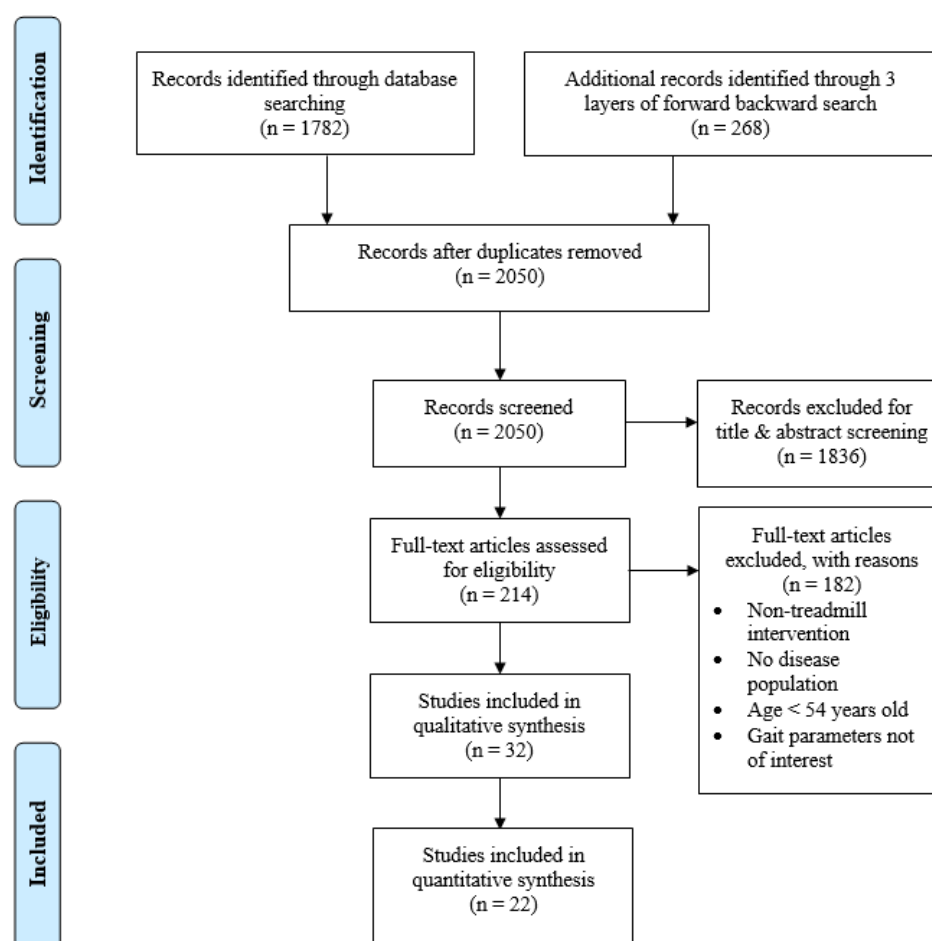 Identification
Records identified through database
searching
(n = 1782)
Additional records identified through 3
layers of forward backward search
(n = 268)
Records after duplicates removed
(n = 2050)
Screening
Records screened
(n = 2050)
Records excluded for
title & abstract screening
(n = 1836)
Eligibility
Full-text articles assessed
for eligibility
(n = 214)
Full-text articles
excluded, with reasons
(n = 182)
• Non-treadmill
intervention
• No disease
population
• Age < 54 years old
• Gait parameters not
of interest
Studies included in
qualitative synthesis
(n = 32)
Included
Studies included in
quantitative synthesis
(n = 22)